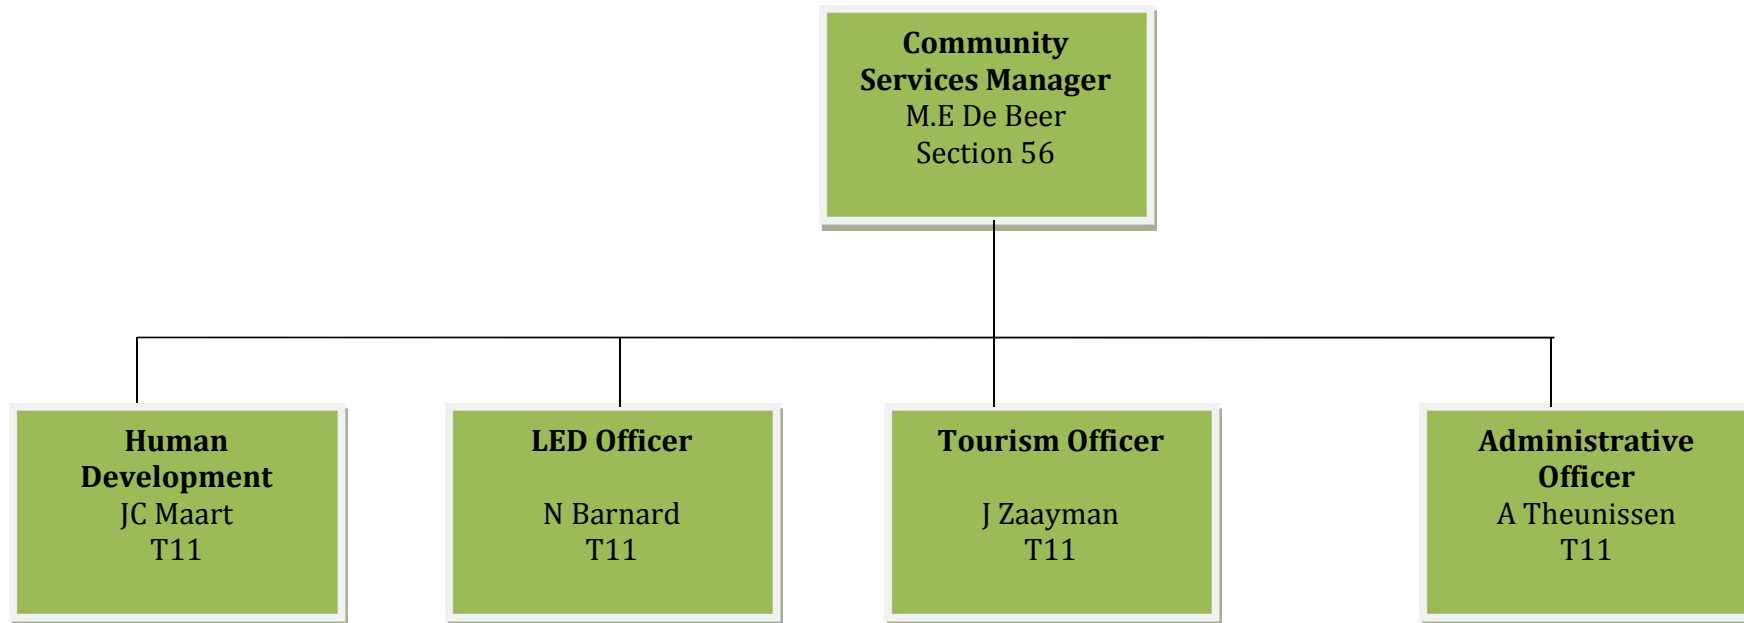 Community
Services Manager
M.E De Beer
Section 56
Human
Development
JC Maart
T11
LED Officer
N Barnard
T11
Tourism Officer
J Zaayman
T11
Administrative
Officer
A Theunissen
T11